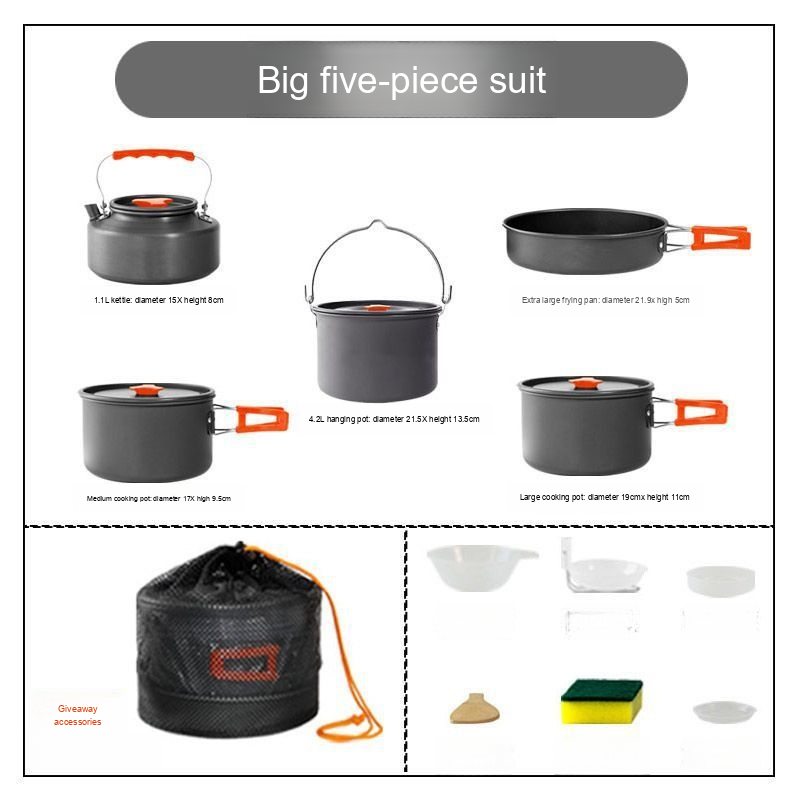 Big five-piece suit
1.1L kettle: diameter 15X height 8cm
Extra large frying pan: diameter 21.9x high 5cm
4.2L hanging pot: diameter 21.5X height 13.5cm
Medium cooking pot: diameter 17X high 9.5cm
Large cooking pot: diameter 19cmx height 11cm
Giveaway
accessories